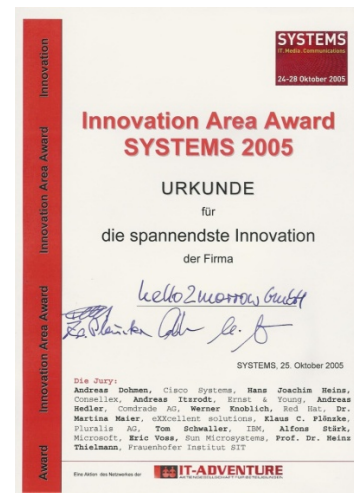 SYSTEMS
IT. Media. Communications
24-28 Oktober 2005
Innovation Area Award
SYSTEMS 2005
URKUNDE
für
die spannendste Innovation
der Firma
hello2morrow GmbH
SYSTEMS, 25. Oktober 2005
Die Jury:
Andreas Dohmen, Cisco Systems, Hans Joachim Heins,
Consellex, Andreas Itzrodt, Ernst & Young, Andreas
Hedler, Comdrade AG, Werner Knoblich, Red Hat, Dr.
Martina Maier, eXXcellent solutions, Klaus C. Plönzke,
Pluralis AG, Tom Schwaller, IBM, Alfons Stärk,
Microsoft, Eric Voss, Sun Microsystems, Prof. Dr. Heinz
Thielmann, Frauenhofer Institut SIT
Eine Aktion des Netzwerkes der
IT-ADVENTURE
Innovation
Innovation Area Award
Innovation Area Award
Award